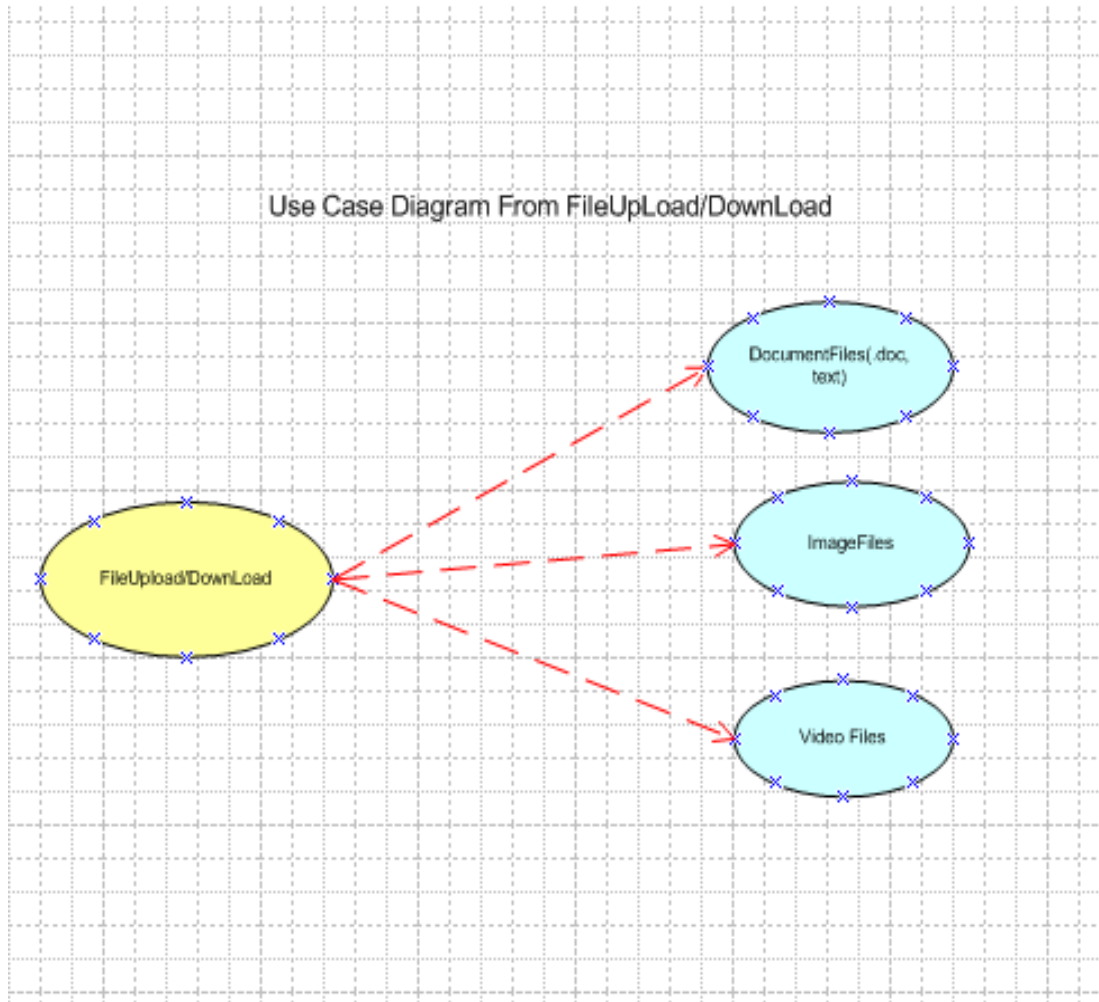 Use Case Diagram From FileUpLoad/DownLoad
DocumentFiles(.doc,
text)
ImageFiles
FileUpload/DownLoad
Video Files